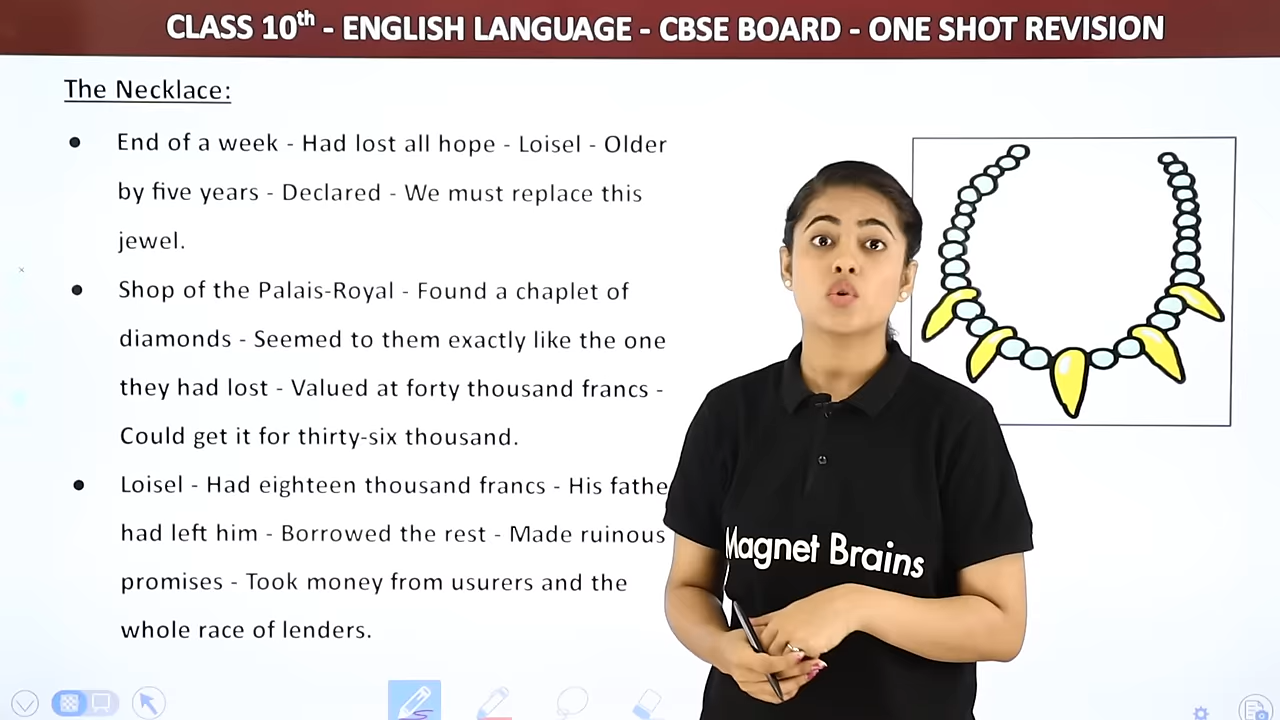 CLASS 10th - ENGLISH LANGUAGE - CBSE BOARD - ONE SHOT REVISION
The Necklace:
● End of a week - Had lost all hope - Loisel - Older
by five years - Declared - We must replace this
jewel.
● Shop of the Palais-Royal - Found a chaplet of
diamonds - Seemed to them exactly like the one
they had lost - Valued at forty thousand francs -
Could get it for thirty-six thousand.
● Loisel - Had eighteen thousand francs - His fathe
had left him - Borrowed the rest - Made ruinous
promises - Took money from usurers and the
whole race of lenders.
Magnet Brains